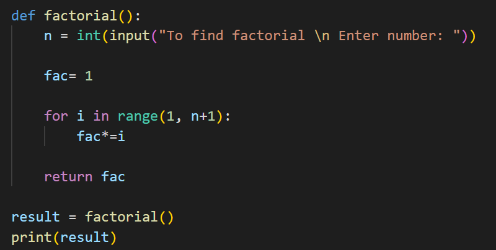 def factorial():
    n = int(input("To find factorial \n Enter number: "))
    fac= 1
    for i in range(1, n+1):
        fac*=i
    return fac
result = factorial()
print(result)